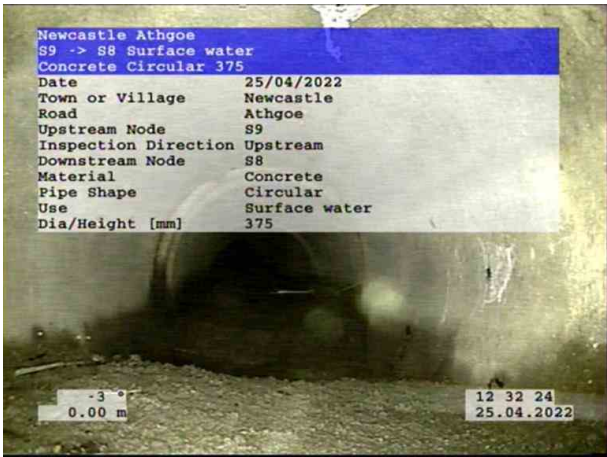 Newcastle Athgoe
S9 -> S8 Surface water
Concrete Circular 375
Date 25/04/2022
Town or Village Newcastle
Road Athgoe
Upstream Node S9
Inspection Direction Upstream
Downstream Node S8
Material Concrete
Pipe Shape Circular
Use Surface water
Dia/Height [mm] 375
-3 °
0.00 m
12 32 24
25.04.2022